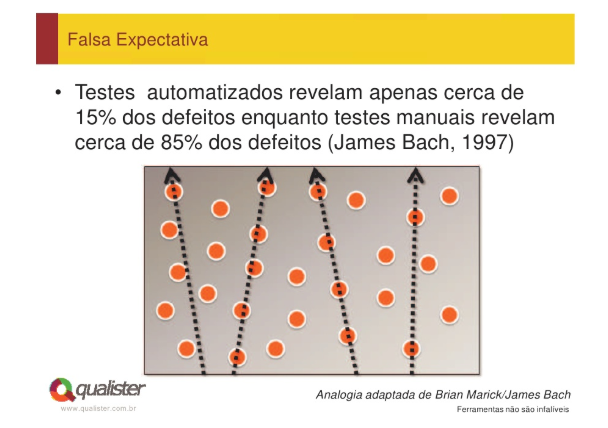 Falsa Expectativa
• Testes automatizados revelam apenas cerca de
15% dos defeitos enquanto testes manuais revelam
cerca de 85% dos defeitos (James Bach, 1997)
qualister
www.qualister.com.br
Analogia adaptada de Brian Marick/James Bach
Ferramentas não são infalíveis